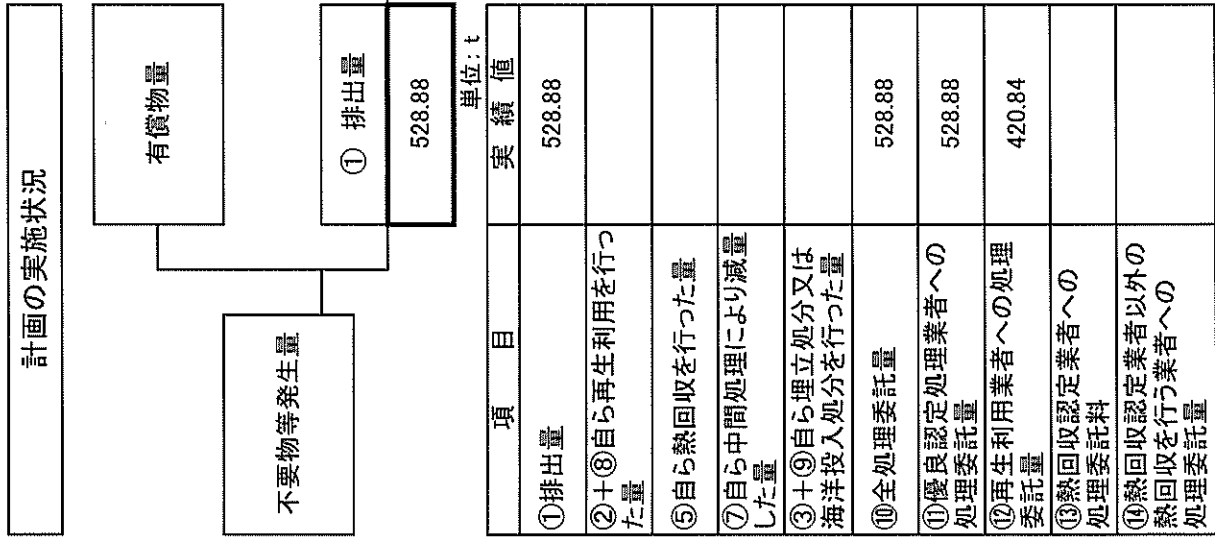 計画の実施状況
有償物量
不要物等発生量
① 排出量
528.88
単位:t
項 目 実 績 値
①排出量 528.88
②+⑧自ら再生利用を行っ
た量
⑤自ら熱回収を行った量
⑦自ら中間処理により減量
した量
③+⑨自ら埋立処分又は
海洋投入処分を行った量
⑩全処理委託量 528.88
⑪優良認定処理業者への
処理委託量 528.88
⑫再生利用業者への処理
委託量 420.84
⑬熱回収認定業者への
処理委託料
⑭熱回収認定業者以外の
熱回収を行う業者への
処理委託量